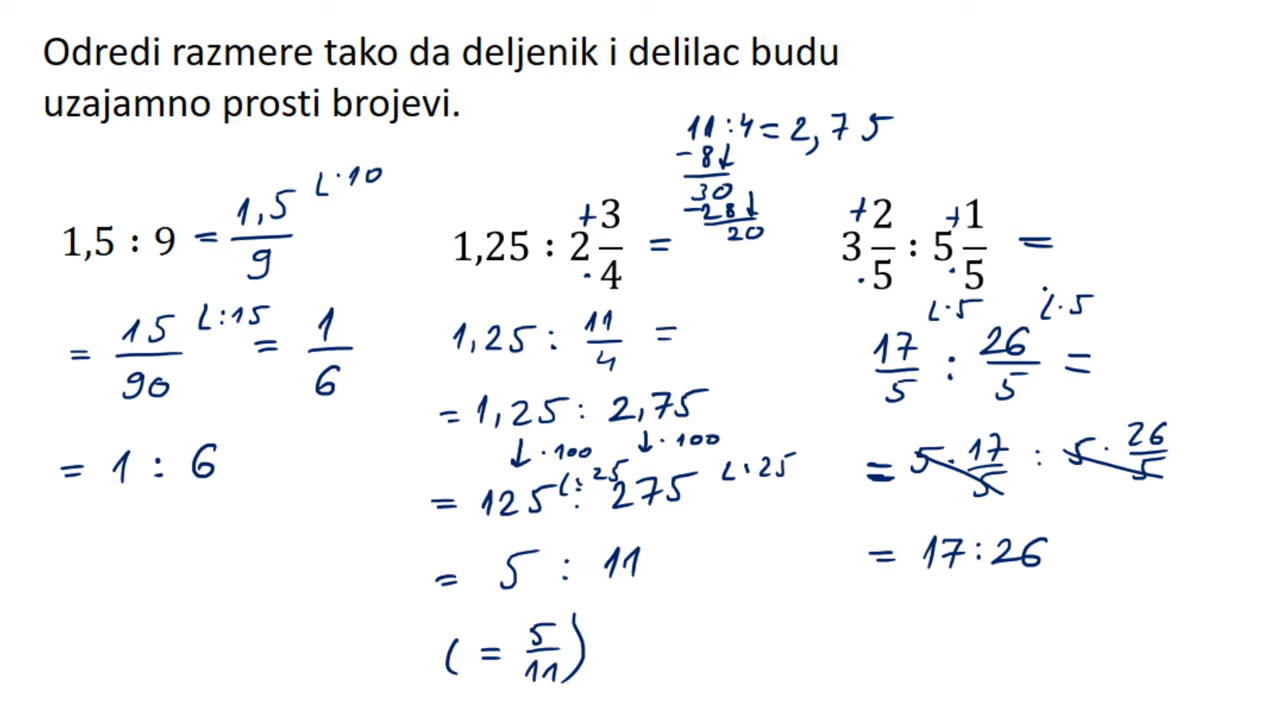 Odredi razmere tako da deljenik i delilac budu
uzajamno prosti brojevi.
1,5 : 9 = 1,5/9 L·10
= 15/90 L:15 = 1/6
= 1 : 6
11:4=2,75
-8↓
30
-28↓
20
1,25 : 2 + 3/·4 =
1,25 : 11/4 =
= 1,25 : 2,75
↓·100 ↓·100
= 125 (:25 : 275 L:25
= 5 : 11
( = 5/11 )
3 + 2/·5 : 5 + 1/·5 =
L·5 L·5
17/5 : 26/5 =
= 5·17/5 : 5·26/5
= 17:26